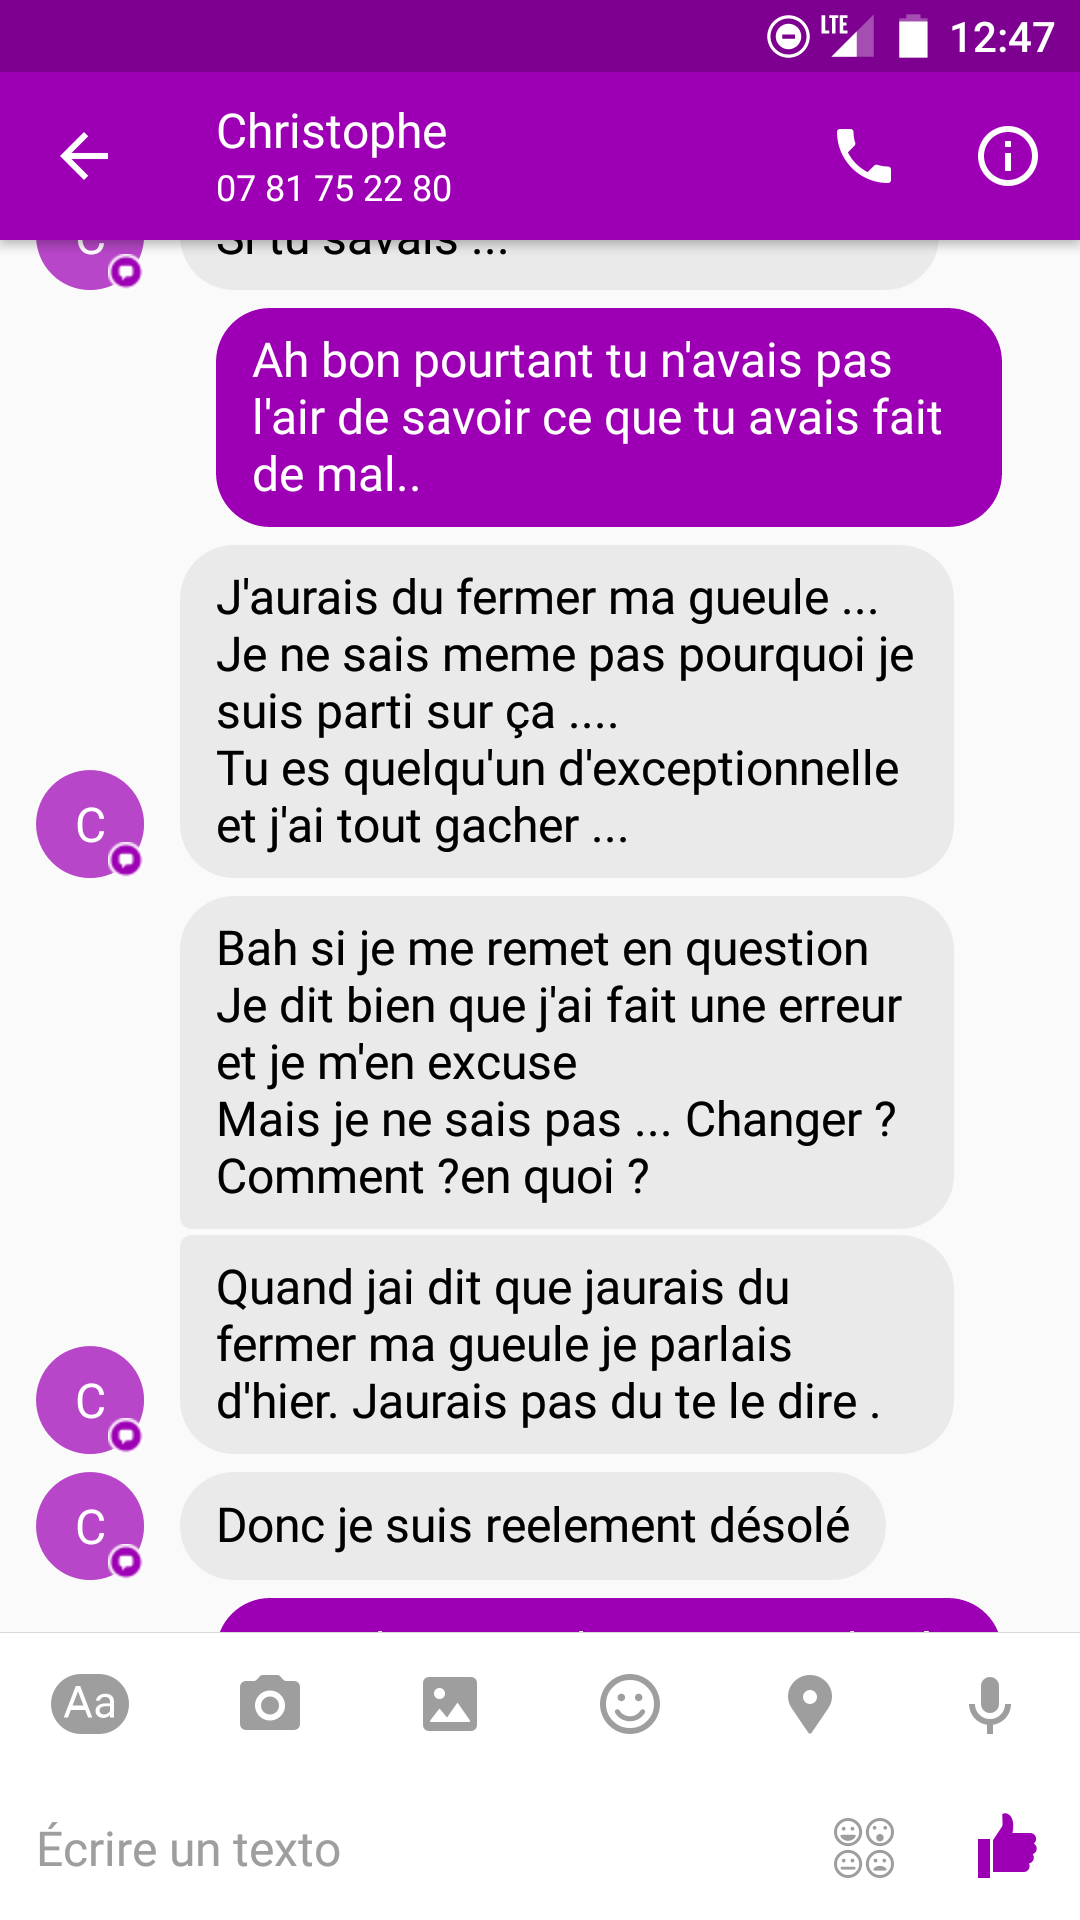 LTE 12:47
Christophe
07 81 75 22 80
C
Si tu savais ...
Ah bon pourtant tu n'avais pas
l'air de savoir ce que tu avais fait
de mal..
J'aurais du fermer ma gueule ...
Je ne sais meme pas pourquoi je
suis parti sur ça ....
Tu es quelqu'un d'exceptionnelle
et j'ai tout gacher ...
C
Bah si je me remet en question
Je dit bien que j'ai fait une erreur
et je m'en excuse
Mais je ne sais pas ... Changer ?
Comment ?en quoi ?
Quand jai dit que jaurais du
fermer ma gueule je parlais
d'hier. Jaurais pas du te le dire .
C
Donc je suis reelement désolé
C
Aa
Écrire un texto